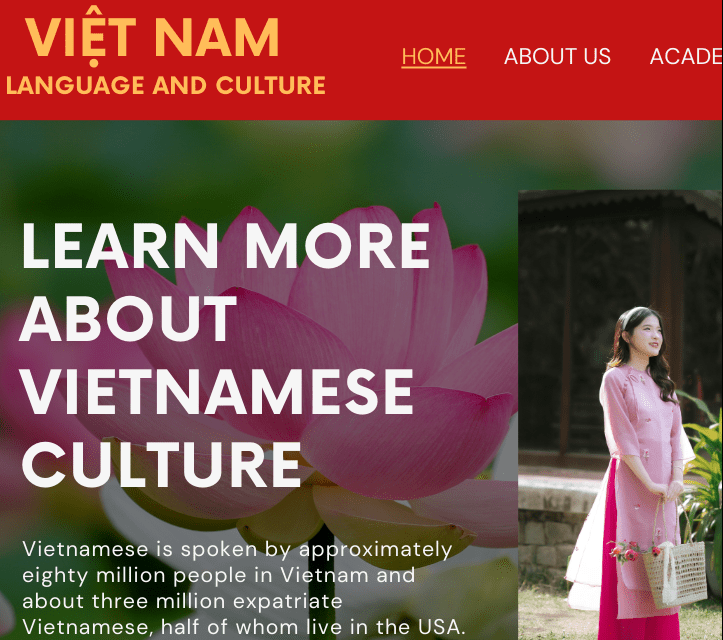 VIỆT NAM
LANGUAGE AND CULTURE
HOME ABOUT US ACADE
LEARN MORE
ABOUT
VIETNAMESE
CULTURE
Vietnamese is spoken by approximately
eighty million people in Vietnam and
about three million expatriate
Vietnamese, half of whom live in the USA.